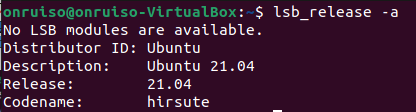 onruiso@onruiso-VirtualBox:~$ lsb_release -a
No LSB modules are available.
Distributor ID: Ubuntu
Description:    Ubuntu 21.04
Release:        21.04
Codename:       hirsute